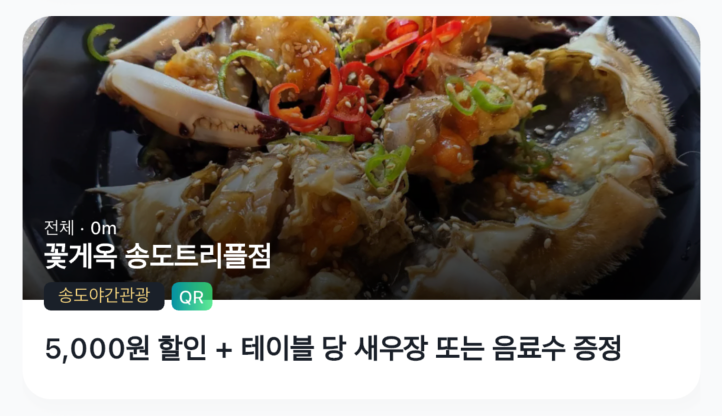 전체 · 0m
꽃게옥 송도트리플점
송도야간관광 QR
5,000원 할인 + 테이블 당 새우장 또는 음료수 증정